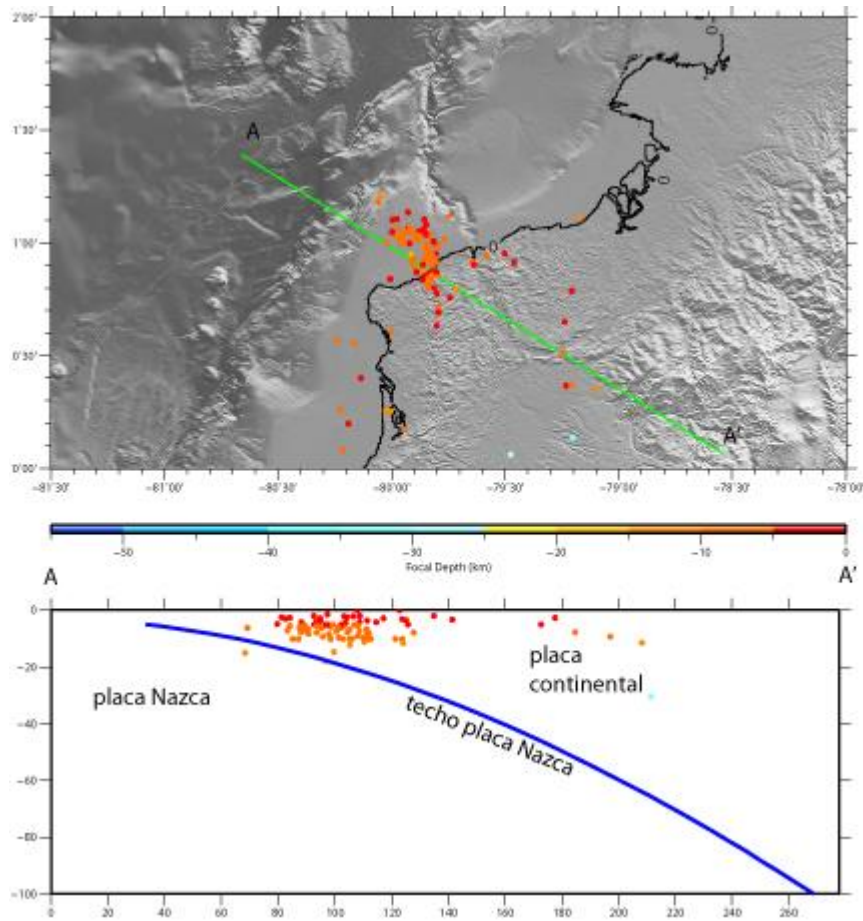 2˚00'
1˚30'
1˚00'
0˚30'
0˚00'
A
0
A'
−81˚30' −81˚00' −80˚30' −80˚00' −79˚30' −79˚00' −78˚30' −78˚00'
−50 −40 −30 −20 −10 0
Focal Depth (km)
A A'
0
−20
−40
−60
−80
−100
placa Nazca
techo placa Nazca
placa
continental
0 20 40 60 80 100 120 140 160 180 200 220 240 260